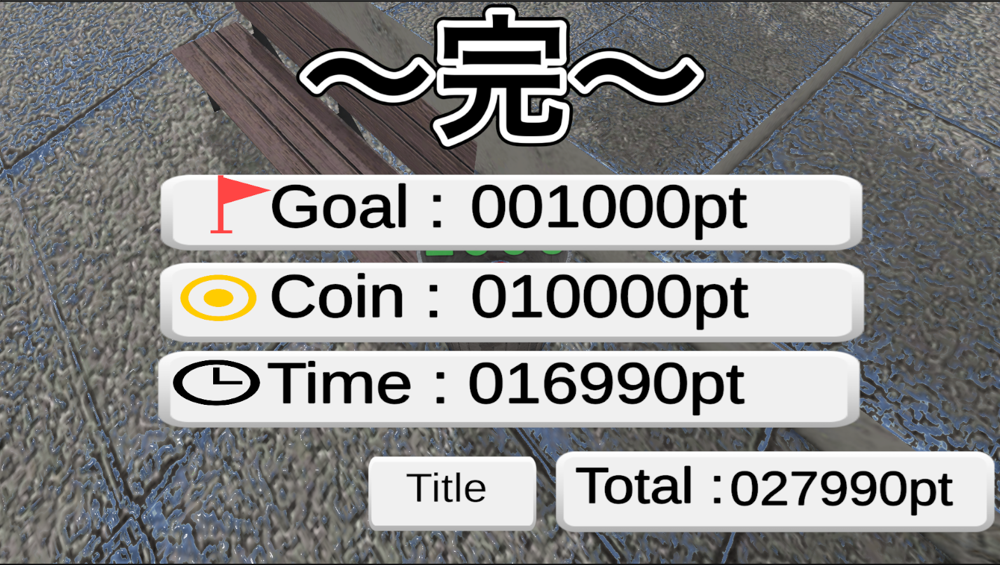 ～完～
Goal : 001000pt
Coin : 010000pt
Time : 016990pt
Title
Total :027990pt